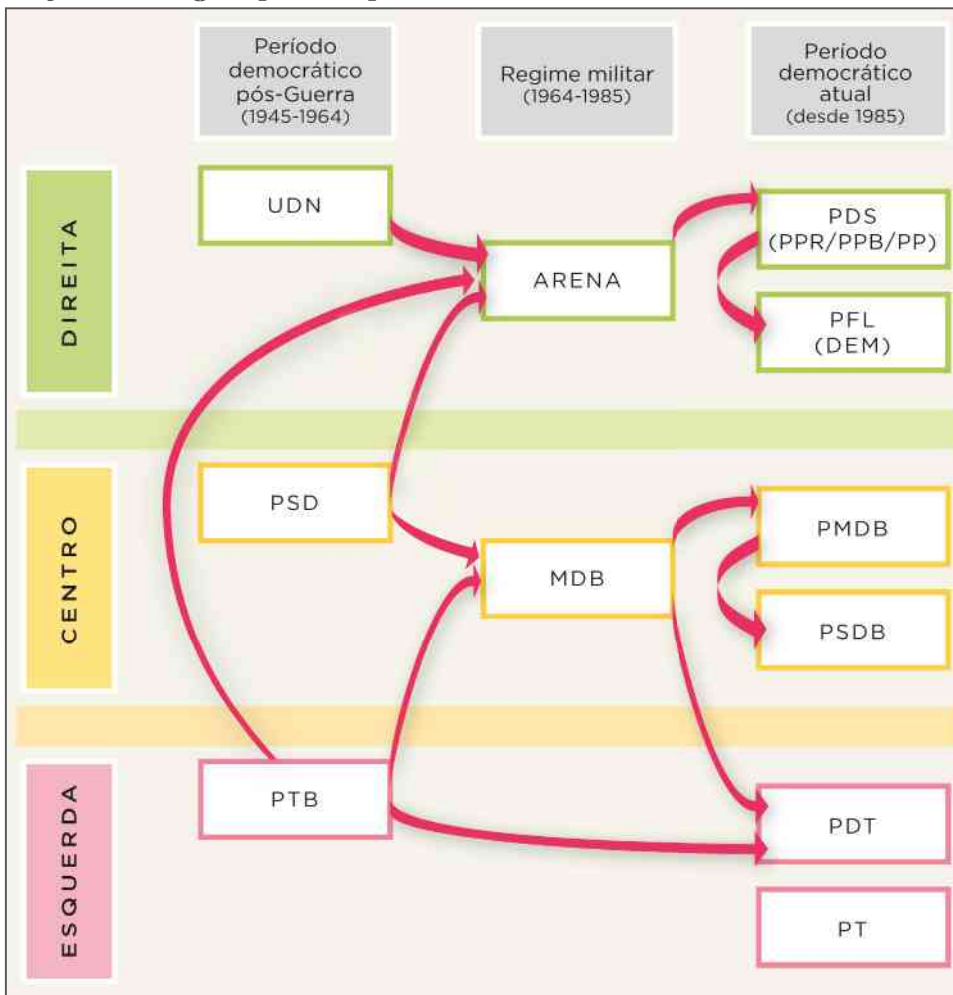 Período
democrático
pós-Guerra
(1945-1964)
Regime militar
(1964-1985)
Período
democrático
atual
(desde 1985)
DIREITA
UDN
ARENA
PDS
(PPR/PPB/PP)
PFL
(DEM)
CENTRO
PSD
MDB
PMDB
PSDB
ESQUERDA
PTB
PDT
PT